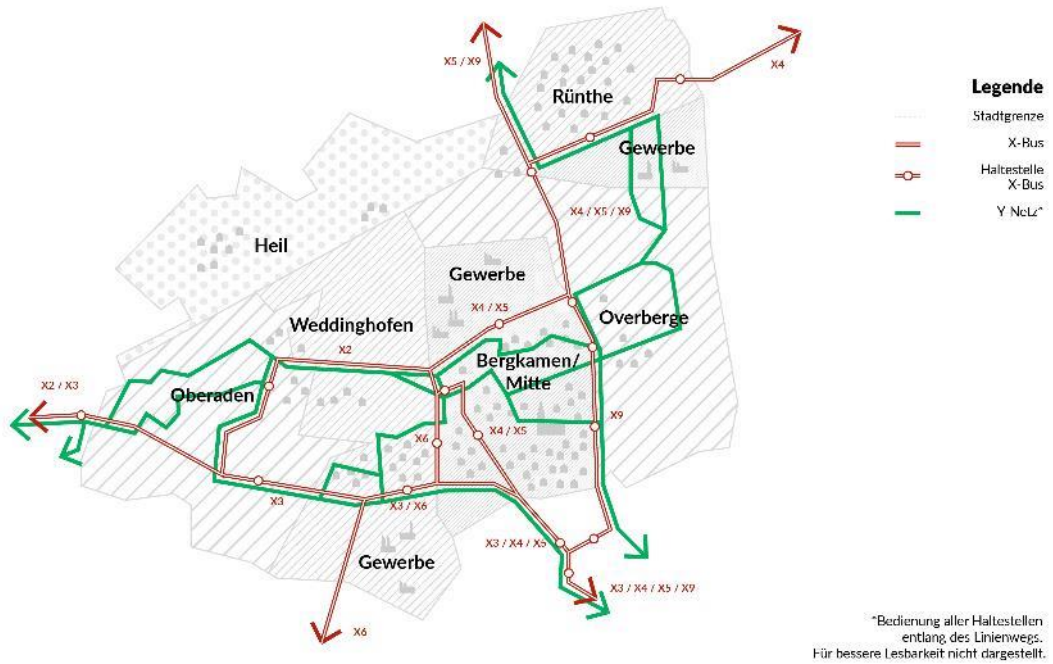 X5 / X9
X4
Rünthe
Legende
Stadtgrenze
X-Bus
Haltestelle
X-Bus
Y Netz*
Gewerbe
X4 / X5 / X9
Heil
Gewerbe
X4 / X5
Overberge
Weddinghofen
X2
Bergkamen/
Mitte
X2 / X3
Oberaden
X9
X6
X4 / X5
X3
X3 / X6
X3 / X4 / X5
Gewerbe
X3 / X4 / X5 / X9
X6
*Bedienung aller Haltestellen
entlang des Linienwegs.
Für bessere Lesbarkeit nicht dargestellt.